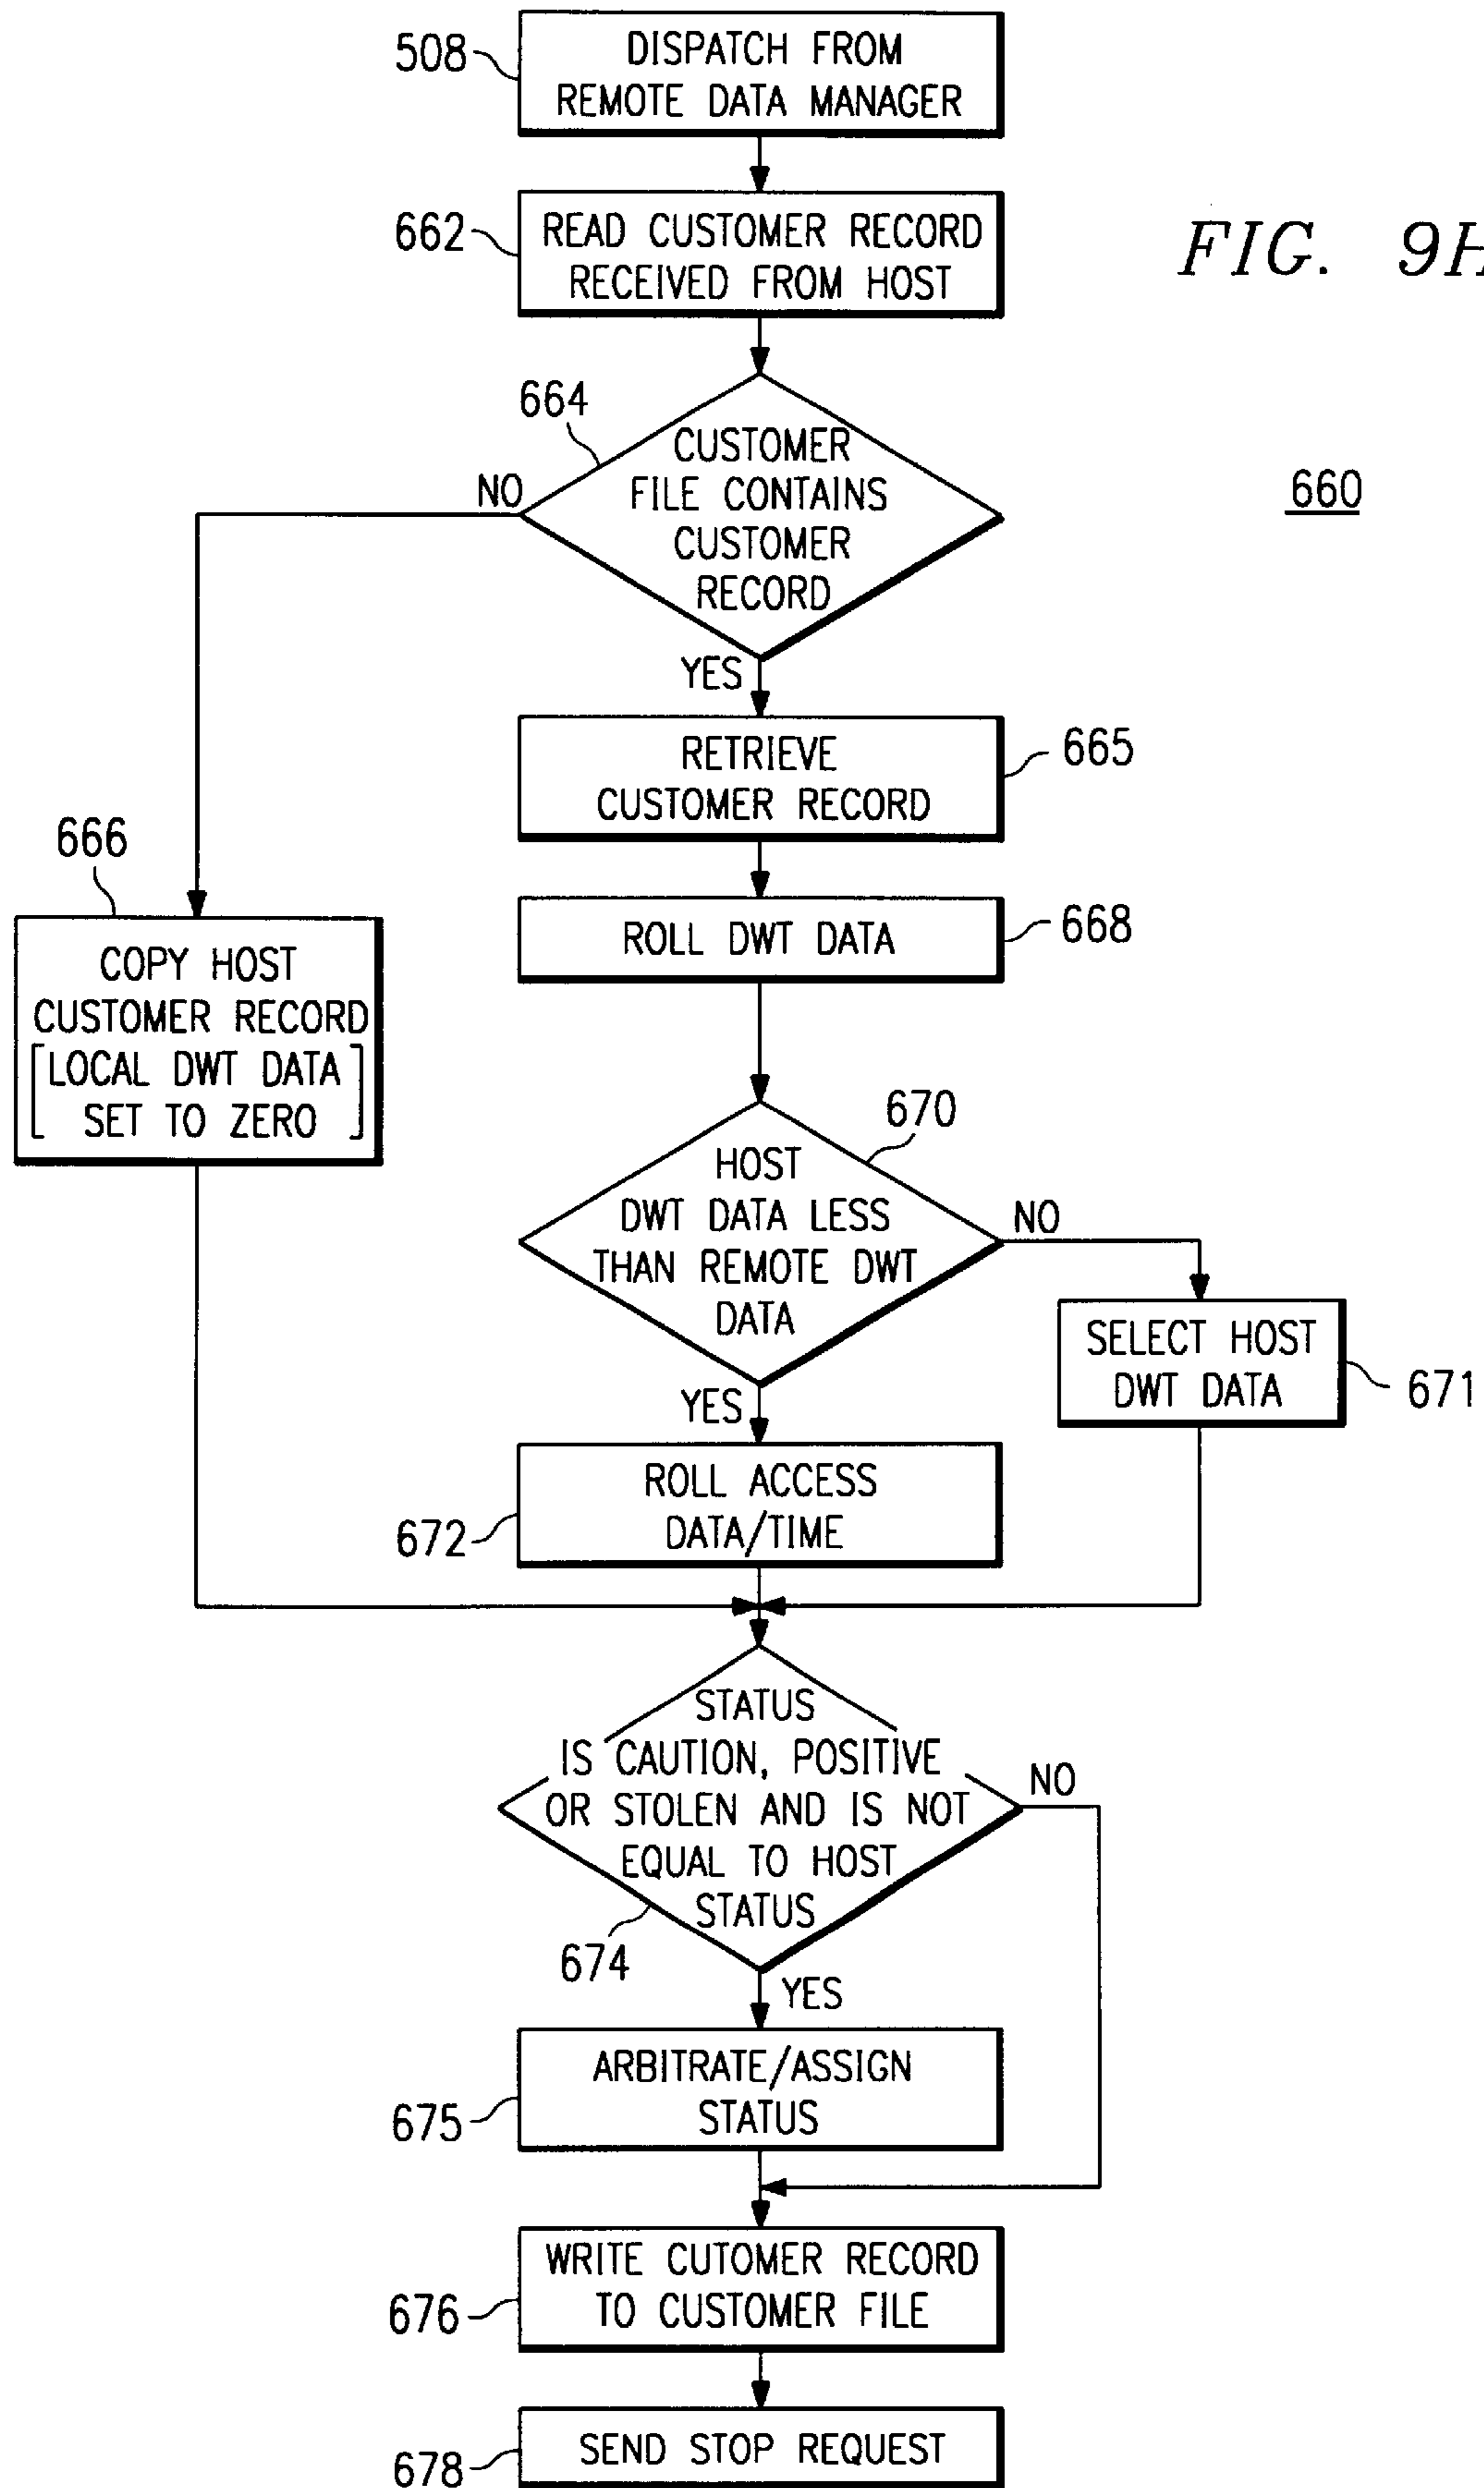 508
DISPATCH FROM
REMOTE DATA MANAGER
662
READ CUSTOMER RECORD
RECEIVED FROM HOST
FIG. 9H
664
CUSTOMER
FILE CONTAINS
CUSTOMER
RECORD
NO
660
YES
RETRIEVE
CUSTOMER RECORD
665
666
COPY HOST
CUSTOMER RECORD
[LOCAL DWT DATA
SET TO ZERO]
ROLL DWT DATA
668
670
HOST
DWT DATA LESS
THAN REMOTE DWT
DATA
NO
SELECT HOST
DWT DATA
671
YES
672
ROLL ACCESS
DATA/TIME
STATUS
IS CAUTION, POSITIVE
OR STOLEN AND IS NOT
EQUAL TO HOST
STATUS
NO
674
YES
675
ARBITRATE/ASSIGN
STATUS
676
WRITE CUTOMER RECORD
TO CUSTOMER FILE
678
SEND STOP REQUEST